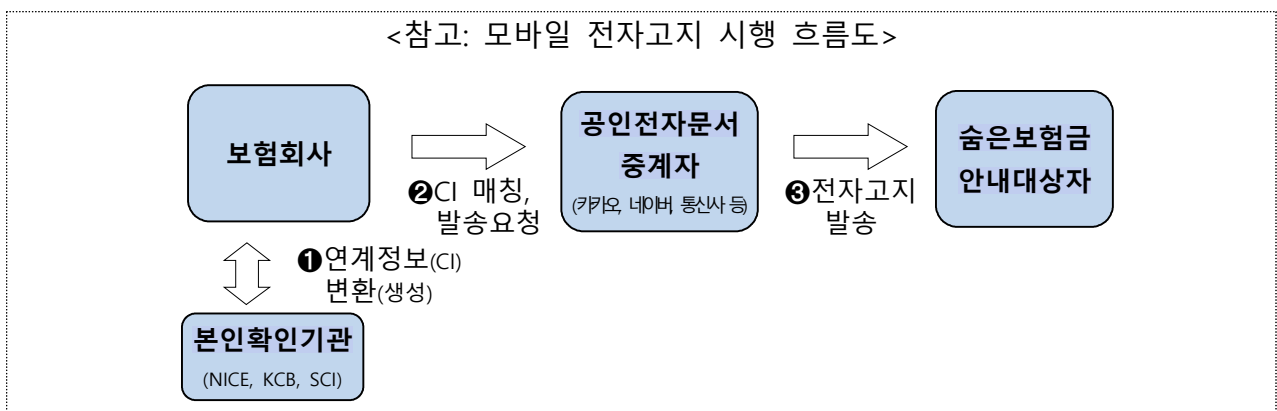 <참고: 모바일 전자고지 시행 흐름도>
보험회사
❷CI 매칭,
발송요청
공인전자문서
중계자
(카카오, 네이버, 통신사 등)
❸전자고지
발송
숨은보험금
안내대상자
❶연계정보(CI)
변환(생성)
본인확인기관
(NICE, KCB, SCI)